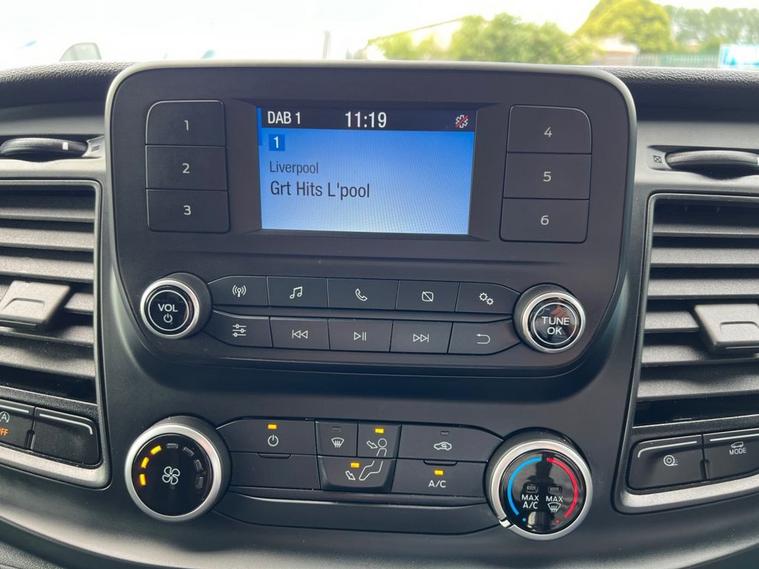 DAB 1 11:19
1
Liverpool
Grt Hits L'pool
1
2
3
4
5
6
VOL
TUNE
OK
OFF
A/C
MAX
A/C
MAX
MODE